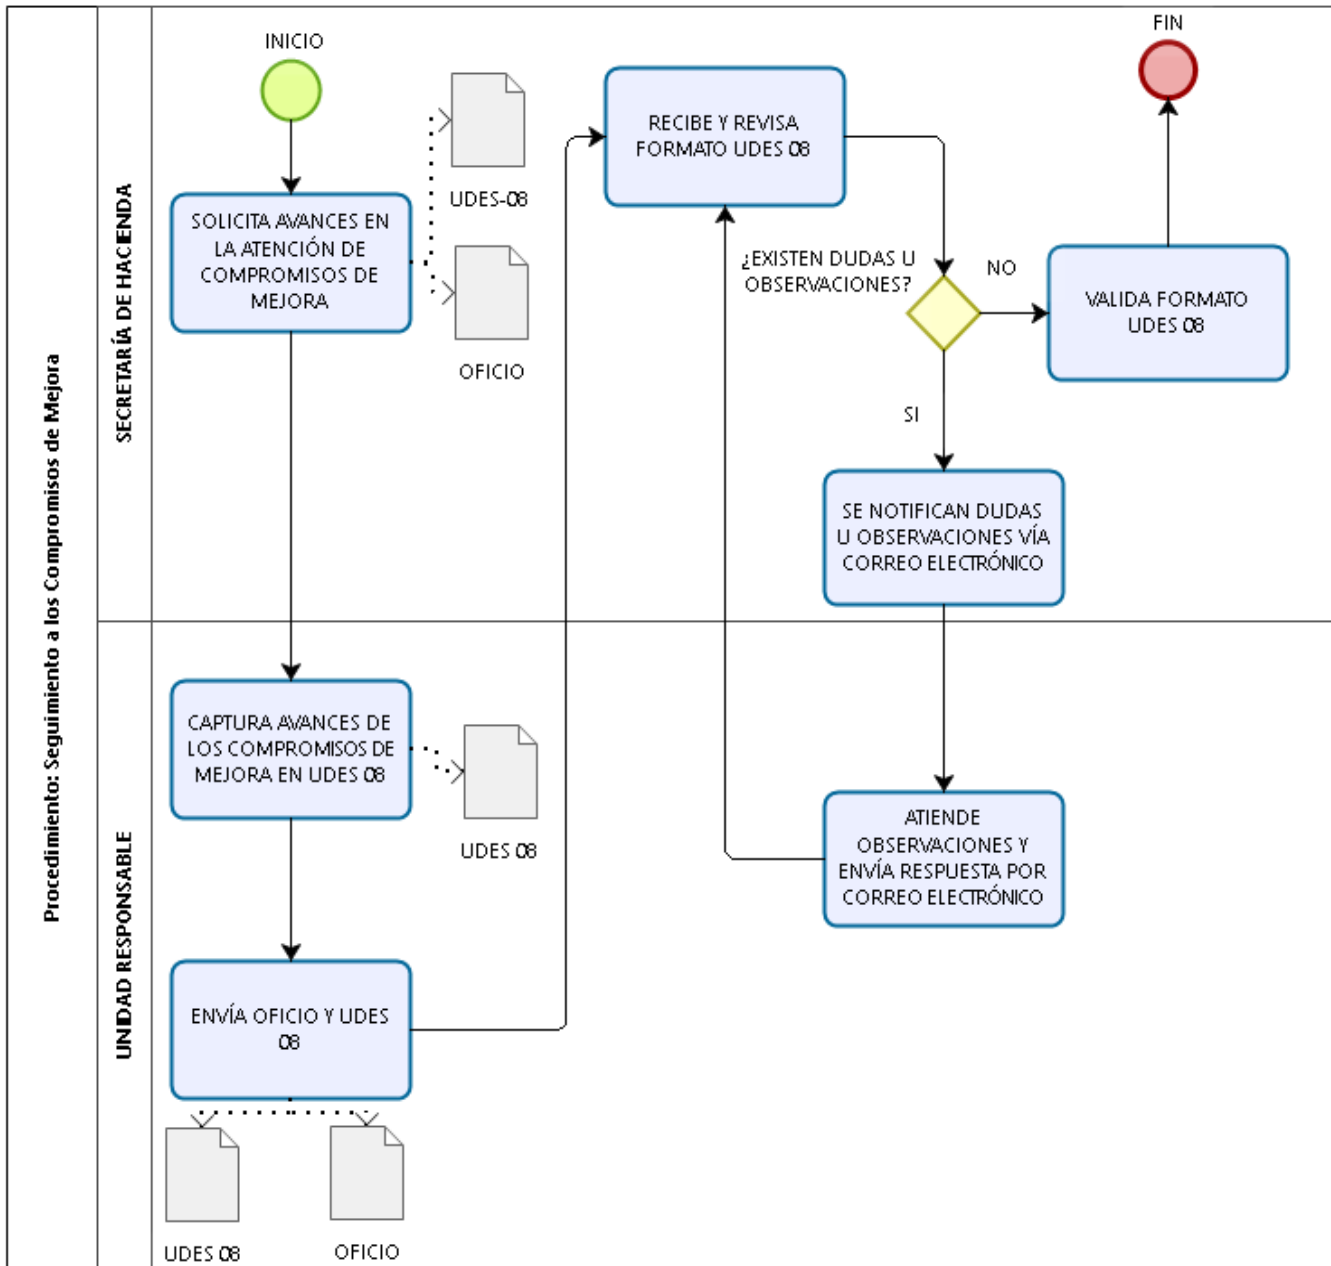 Procedimiento: Seguimiento a los Compromisos de Mejora
SECRETARÍA DE HACIENDA
INICIO
SOLICITA AVANCES EN
LA ATENCIÓN DE
COMPROMISOS DE
MEJORA
UDES-08
OFICIO
RECIBE Y REVISA
FORMATO UDES 08
¿EXISTEN DUDAS U
OBSERVACIONES?
NO
SI
VALIDA FORMATO
UDES 08
FIN
SE NOTIFICAN DUDAS
U OBSERVACIONES VÍA
CORREO ELECTRÓNICO
UNIDAD RESPONSABLE
CAPTURA AVANCES DE
LOS COMPROMISOS DE
MEJORA EN UDES 08
UDES 08
ENVÍA OFICIO Y UDES
08
UDES 08
OFICIO
ATIENDE
OBSERVACIONES Y
ENVÍA RESPUESTA POR
CORREO ELECTRÓNICO